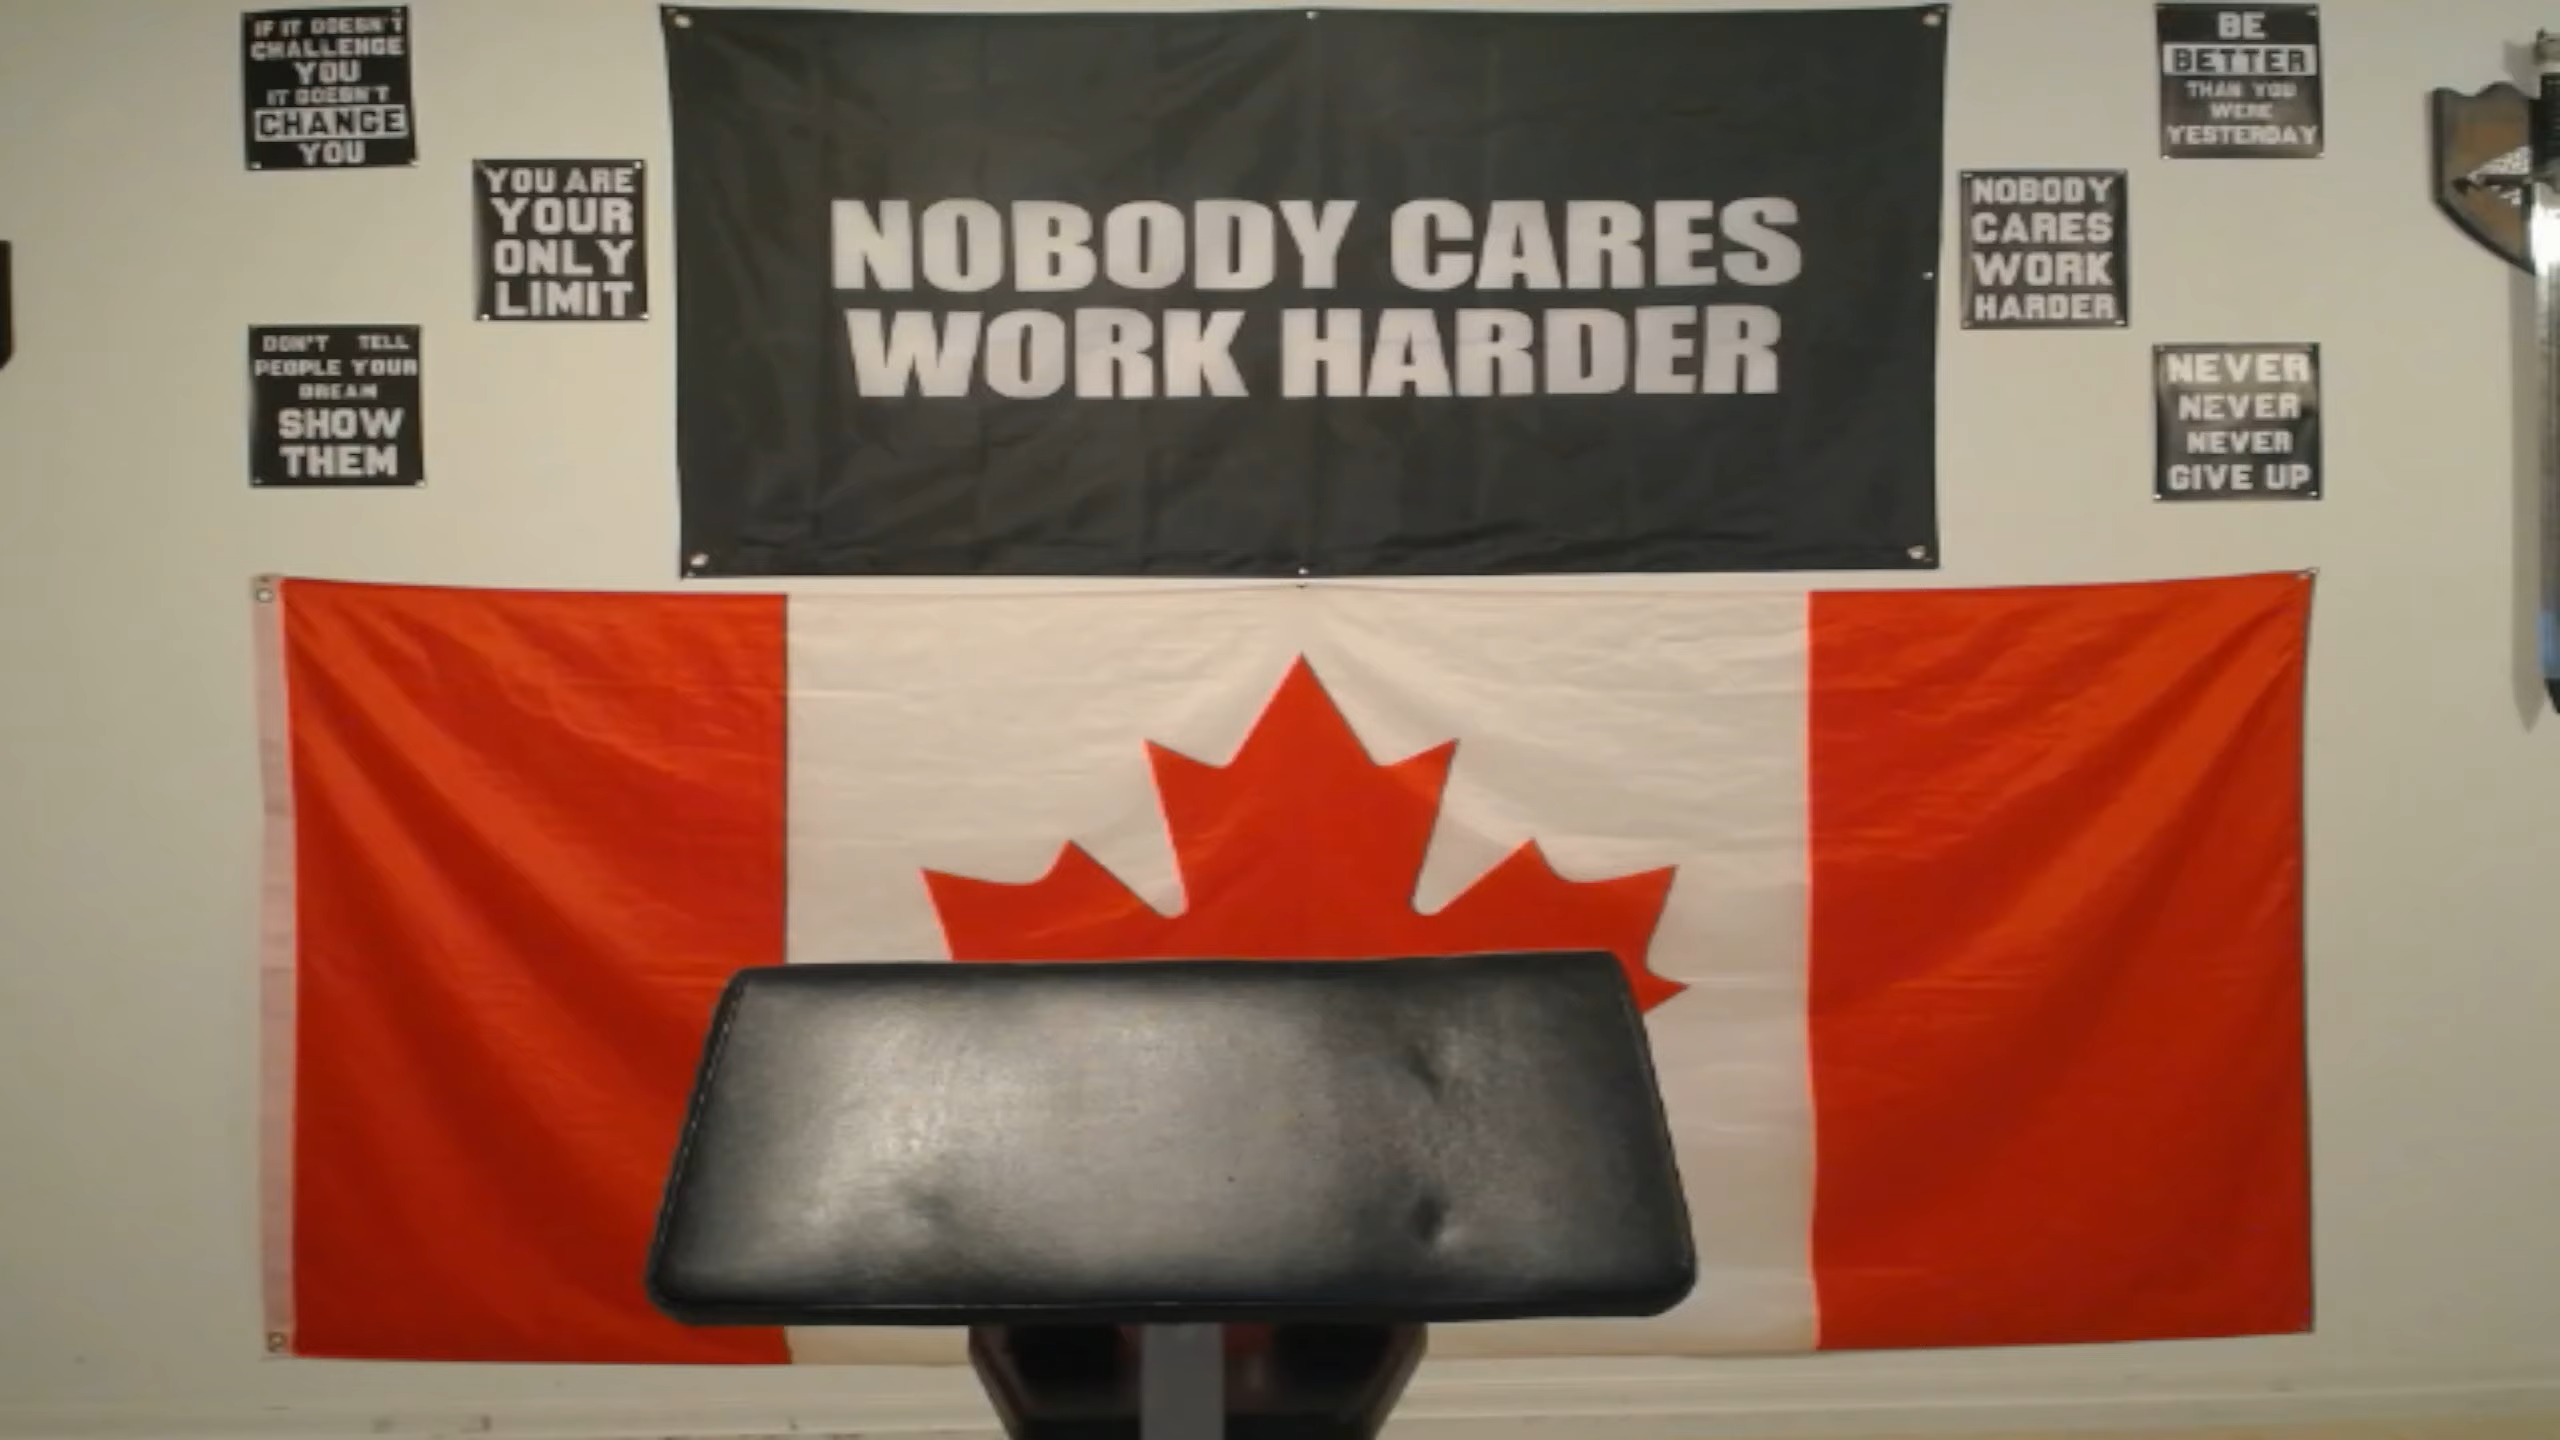 IF IT DOESN'T
CHALLENGE
YOU
IT DOESN'T
CHANGE
YOU
YOU ARE
YOUR
ONLY
LIMIT
DON'T TELL
PEOPLE YOUR
DREAM
SHOW
THEM
NOBODY CARES
WORK HARDER
BE
BETTER
THAN YOU
WERE
YESTERDAY
NOBODY
CARES
WORK
HARDER
NEVER
NEVER
NEVER
GIVE UP